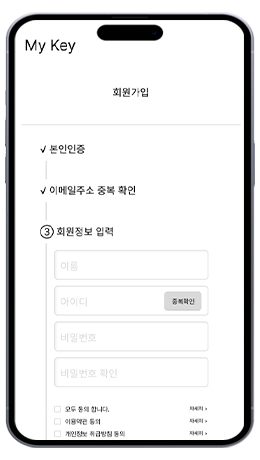 My Key
회원가입
✓ 본인인증
✓ 이메일주소 중복 확인
③ 회원정보 입력
이름
아이디 중복확인
비밀번호
비밀번호 확인
모두 동의 합니다. 자세히 >
이용약관 동의 자세히 >
개인정보 취급방침 동의 자세히 >